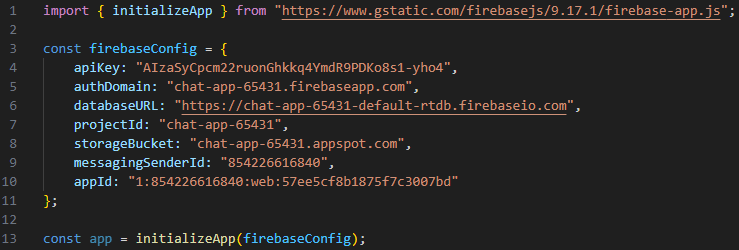 1 import { initializeApp } from "https://www.gstatic.com/firebasejs/9.17.1/firebase-app.js";
2
3 const firebaseConfig = {
4 apiKey: "AIzaSyCpcm22ruonGhkkq4YmdR9PDKo8s1-yho4",
5 authDomain: "chat-app-65431.firebaseapp.com",
6 databaseURL: "https://chat-app-65431-default-rtdb.firebaseio.com",
7 projectId: "chat-app-65431",
8 storageBucket: "chat-app-65431.appspot.com",
9 messagingSenderId: "854226616840",
10 appId: "1:854226616840:web:57ee5cf8b1875f7c3007bd"
11 };
12
13 const app = initializeApp(firebaseConfig);